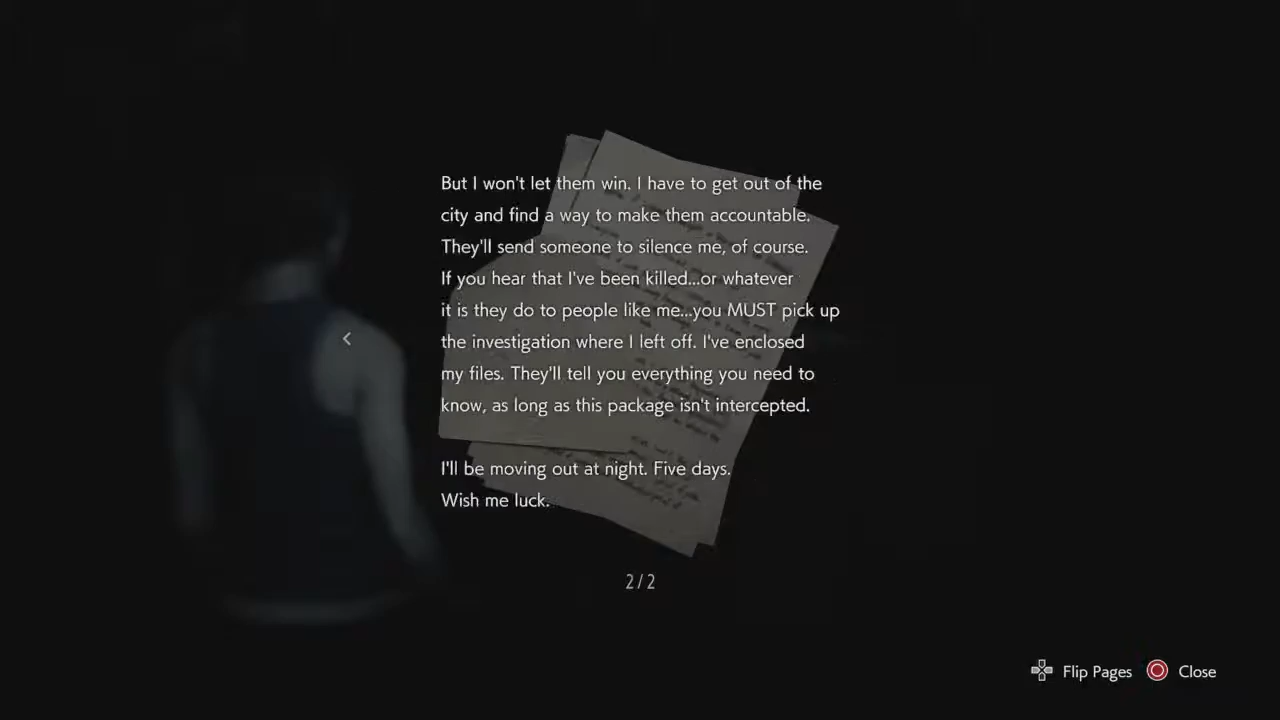 But I won't let them win. I have to get out of the
city and find a way to make them accountable.
They'll send someone to silence me, of course.
If you hear that I've been killed...or whatever
it is they do to people like me...you MUST pick up
the investigation where I left off. I've enclosed
my files. They'll tell you everything you need to
know, as long as this package isn't intercepted.
I'll be moving out at night. Five days.
Wish me luck.
2 / 2
Flip Pages
Close